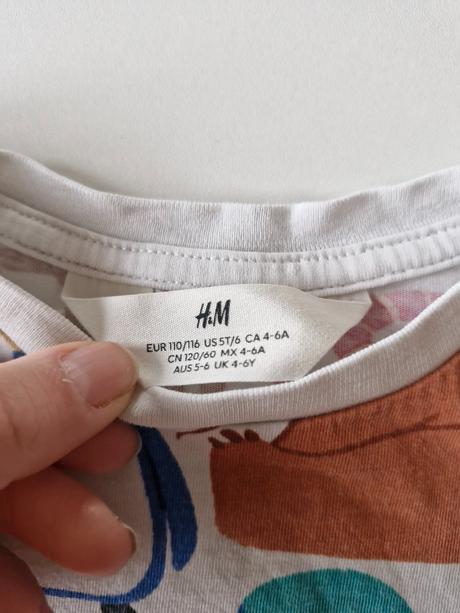 H&M
EUR 110/116 US 5T/6 CA 4-6A
CN 120/60 MX 4-6A
AUS 5-6 UK 4-6Y